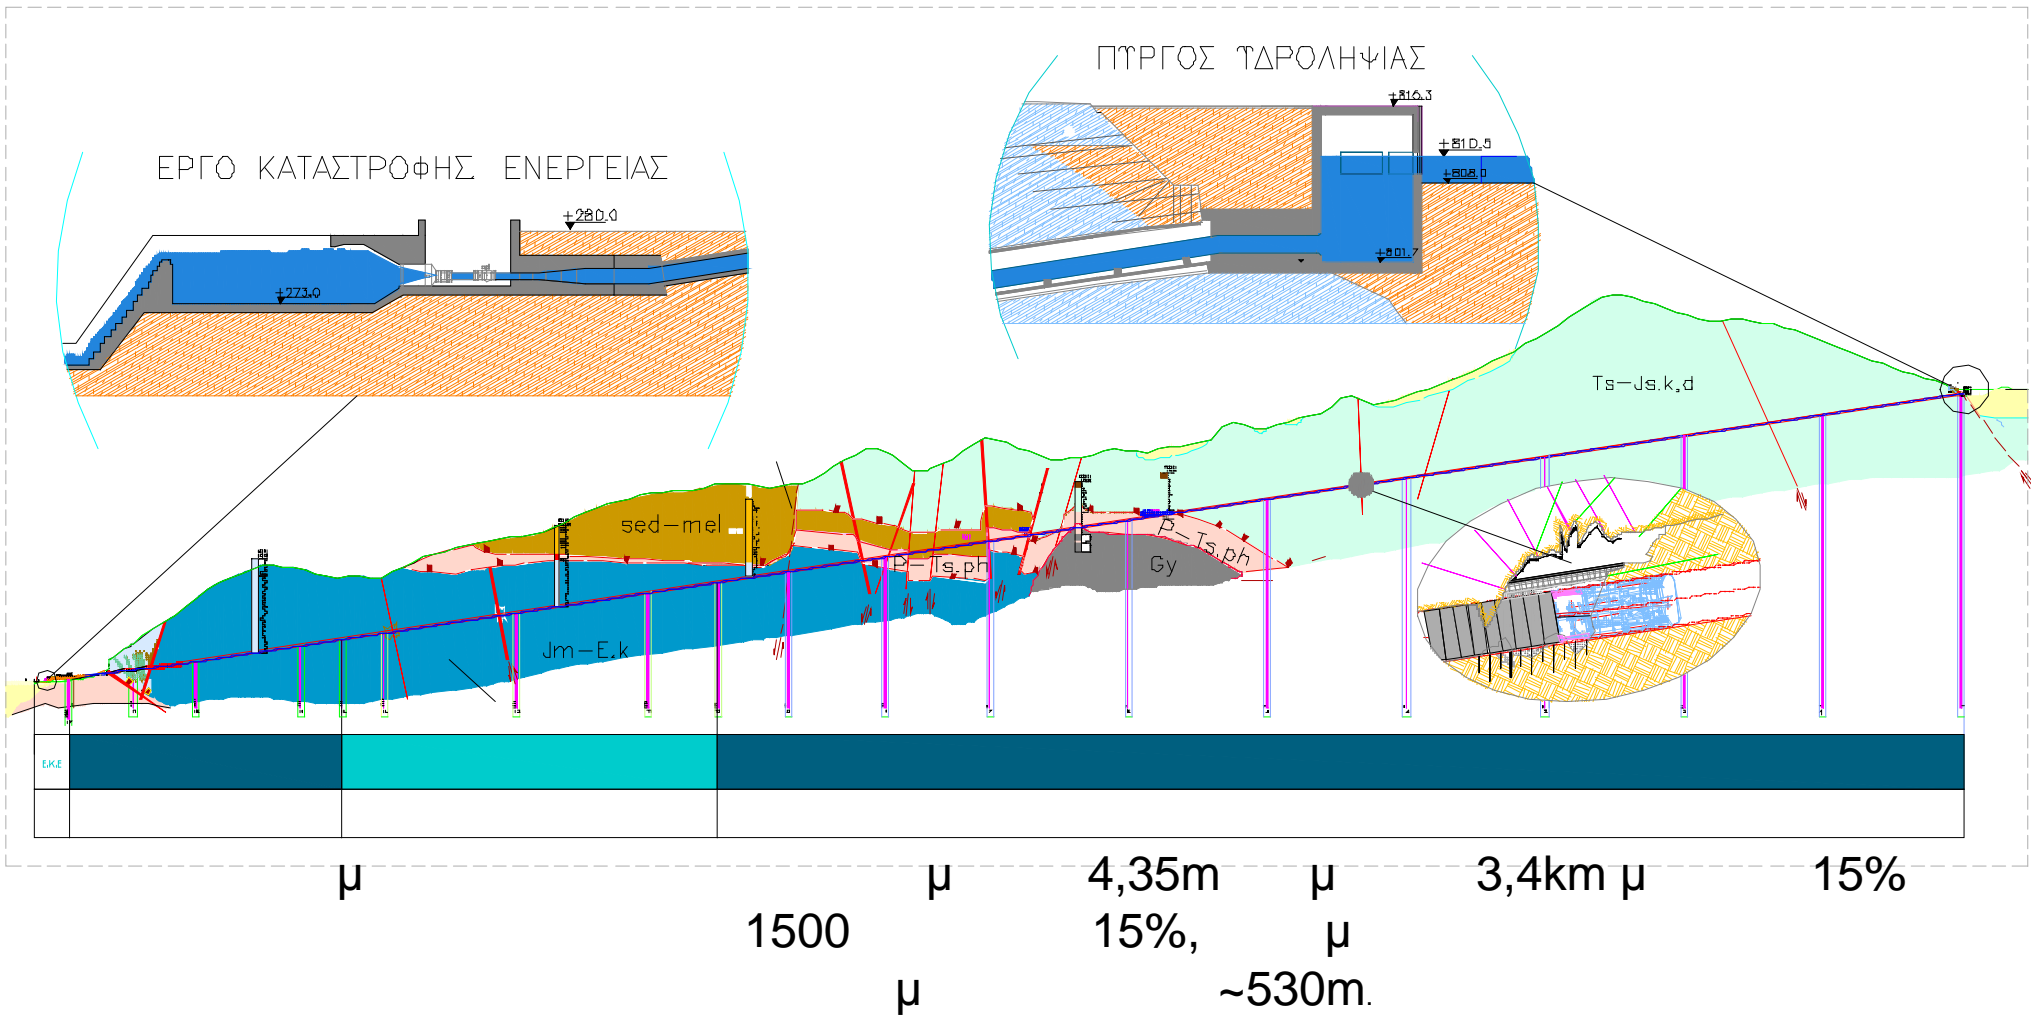 ΠΥΡΓΟΣ ΥΔΡΟΛΗΨΙΑΣ
+815.3
+810.5
+808.0
+801.7
ΕΡΓΟ ΚΑΤΑΣΤΡΟΦΗΣ ΕΝΕΡΓΕΙΑΣ
+280.0
+273.0
Ts-Js.k,d
sed-mel
P-Ts.ph
P-Ts.ph
Gy
Jm-E.k
E.K.E
μ μ 4,35m μ 3,4km μ 15%
1500 15%, μ
μ ~530m.